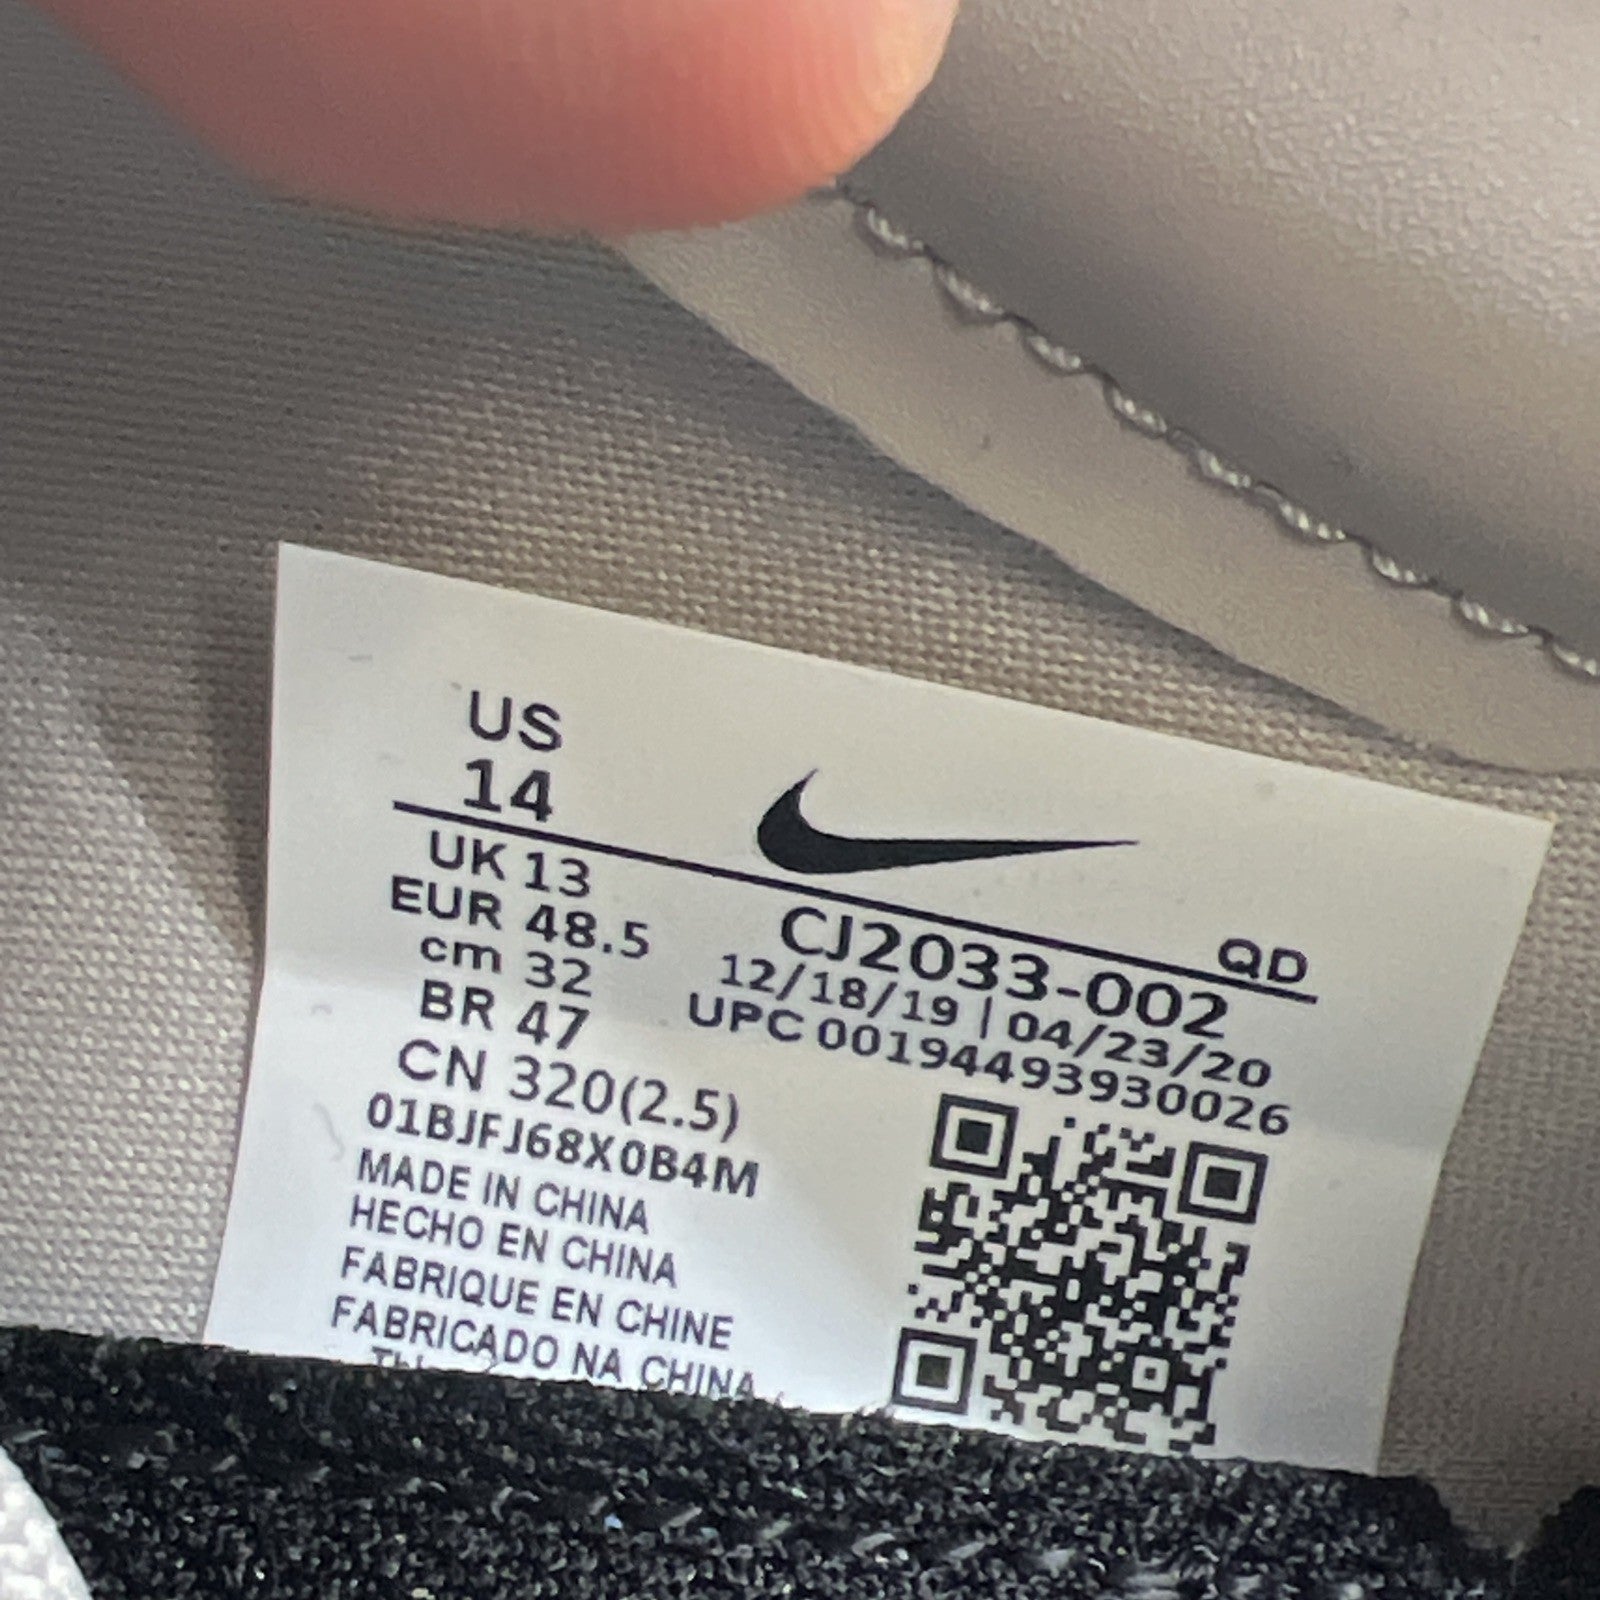 US
14
UK 13
EUR 48.5
cm 32
BR 47
CN 320(2.5)
01BJFJ68X0B4M
MADE IN CHINA
HECHO EN CHINA
FABRIQUE EN CHINE
FABRICADO NA CHINA
QD
CJ2033-002
12/18/19 | 04/23/20
UPC 00194493930026